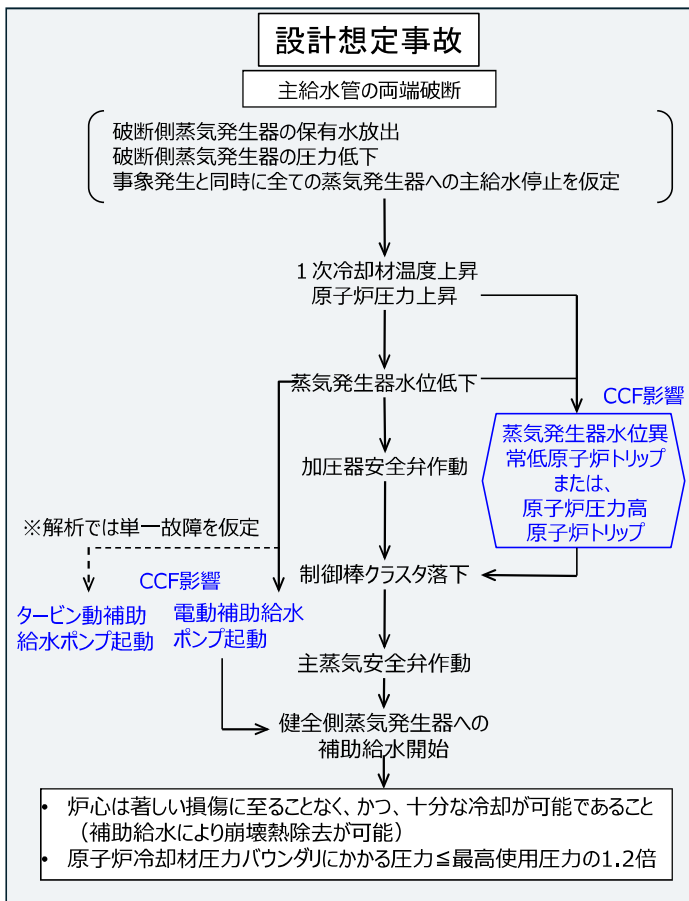 設計想定事故
主給水管の両端破断
破断側蒸気発生器の保有水放出
破断側蒸気発生器の圧力低下
事象発生と同時に全ての蒸気発生器への主給水停止を仮定
１次冷却材温度上昇
原子炉圧力上昇
蒸気発生器水位低下
CCF影響
蒸気発生器水位異
常低原子炉トリップ
または、
原子炉圧力高
原子炉トリップ
加圧器安全弁作動
※解析では単一故障を仮定
制御棒クラスタ落下
CCF影響
タービン動補助
給水ポンプ起動
電動補助給水
ポンプ起動
主蒸気安全弁作動
健全側蒸気発生器への
補助給水開始
• 炉心は著しい損傷に至ることなく、かつ、十分な冷却が可能であること
（補助給水により崩壊熱除去が可能）
• 原子炉冷却材圧力バウンダリにかかる圧力≦最高使用圧力の1.2倍